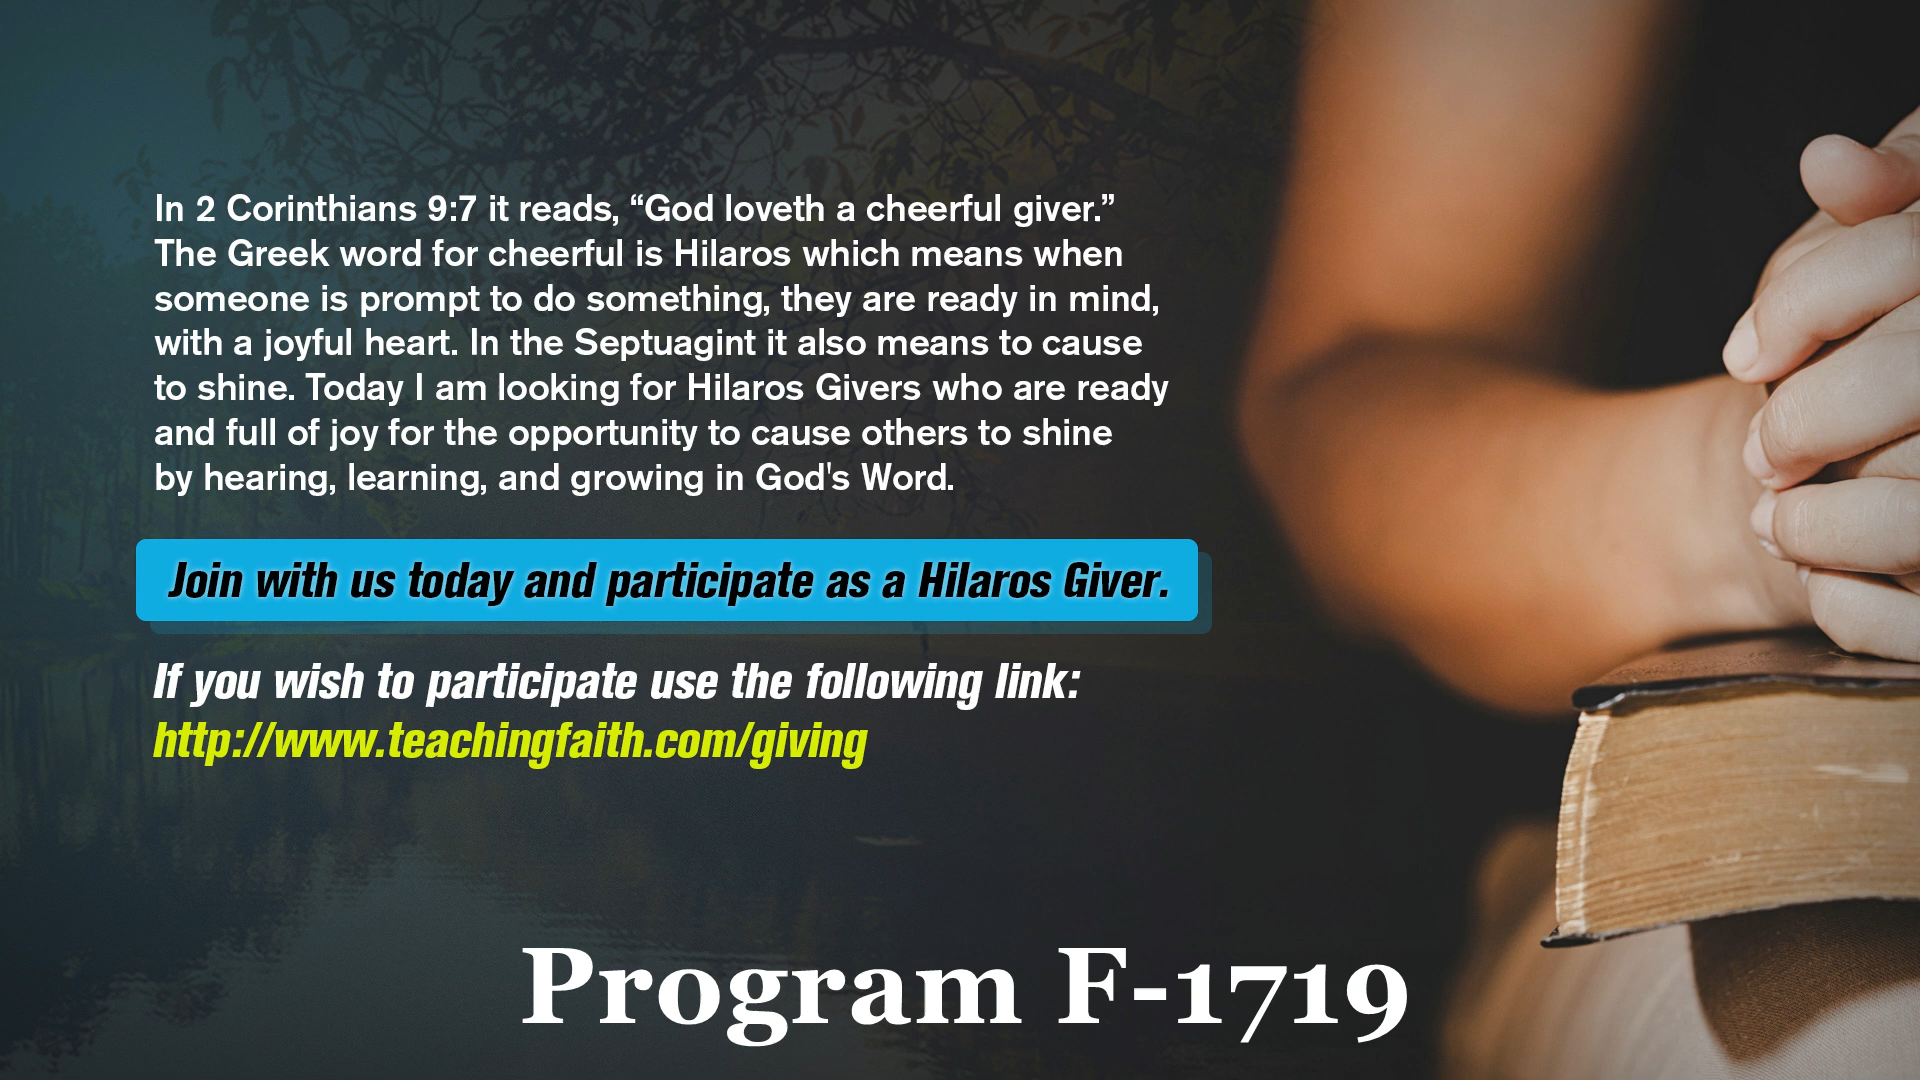 In 2 Corinthians 9:7 it reads, “God loveth a cheerful giver.”
The Greek word for cheerful is Hilaros which means when
someone is prompt to do something, they are ready in mind,
with a joyful heart. In the Septuagint it also means to cause
to shine. Today I am looking for Hilaros Givers who are ready
and full of joy for the opportunity to cause others to shine
by hearing, learning, and growing in God's Word.
Join with us today and participate as a Hilaros Giver.
If you wish to participate use the following link:
http://www.teachingfaith.com/giving
Program F-1719